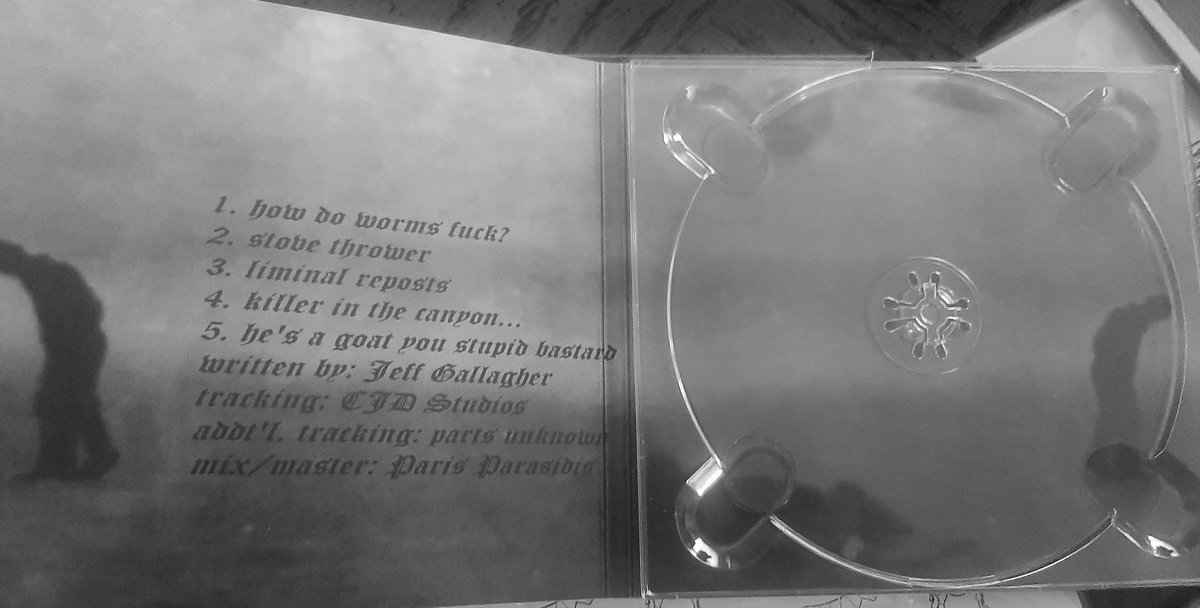 1. how do worms fuck?
2. stove thrower
3. liminal reposts
4. killer in the canyon...
5. he's a goat you stupid bastard
written by: Jeff Gallagher
tracking: CJD Studios
addt'l. tracking: parts unknown
mix/master: Paris Parasidis